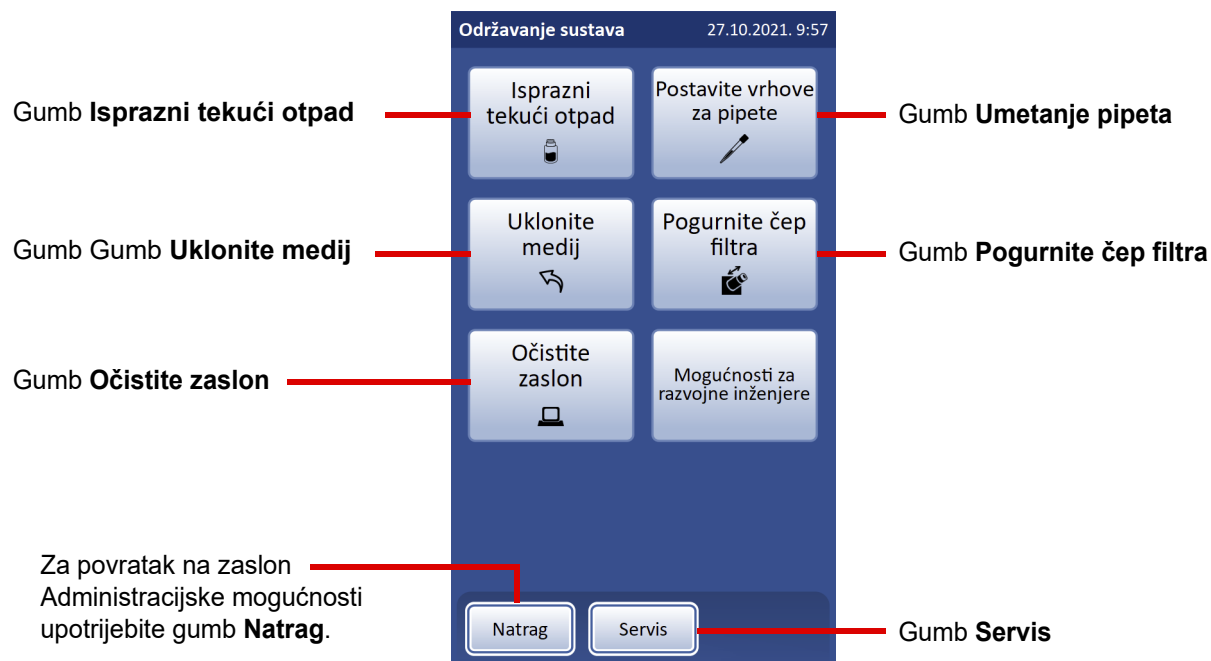 Održavanje sustava 27.10.2021. 9:57
Gumb Isprazni tekući otpad
Isprazni
tekući otpad
Postavite vrhove
za pipete
Gumb Umetanje pipeta
Gumb Gumb Uklonite medij
Uklonite
medij
Pogurnite čep
filtra
Gumb Pogurnite čep filtra
Gumb Očistite zaslon
Očistite
zaslon
Mogućnosti za
razvojne inženjere
Za povratak na zaslon
Administracijske mogućnosti
upotrijebite gumb Natrag.
Natrag
Servis
Gumb Servis